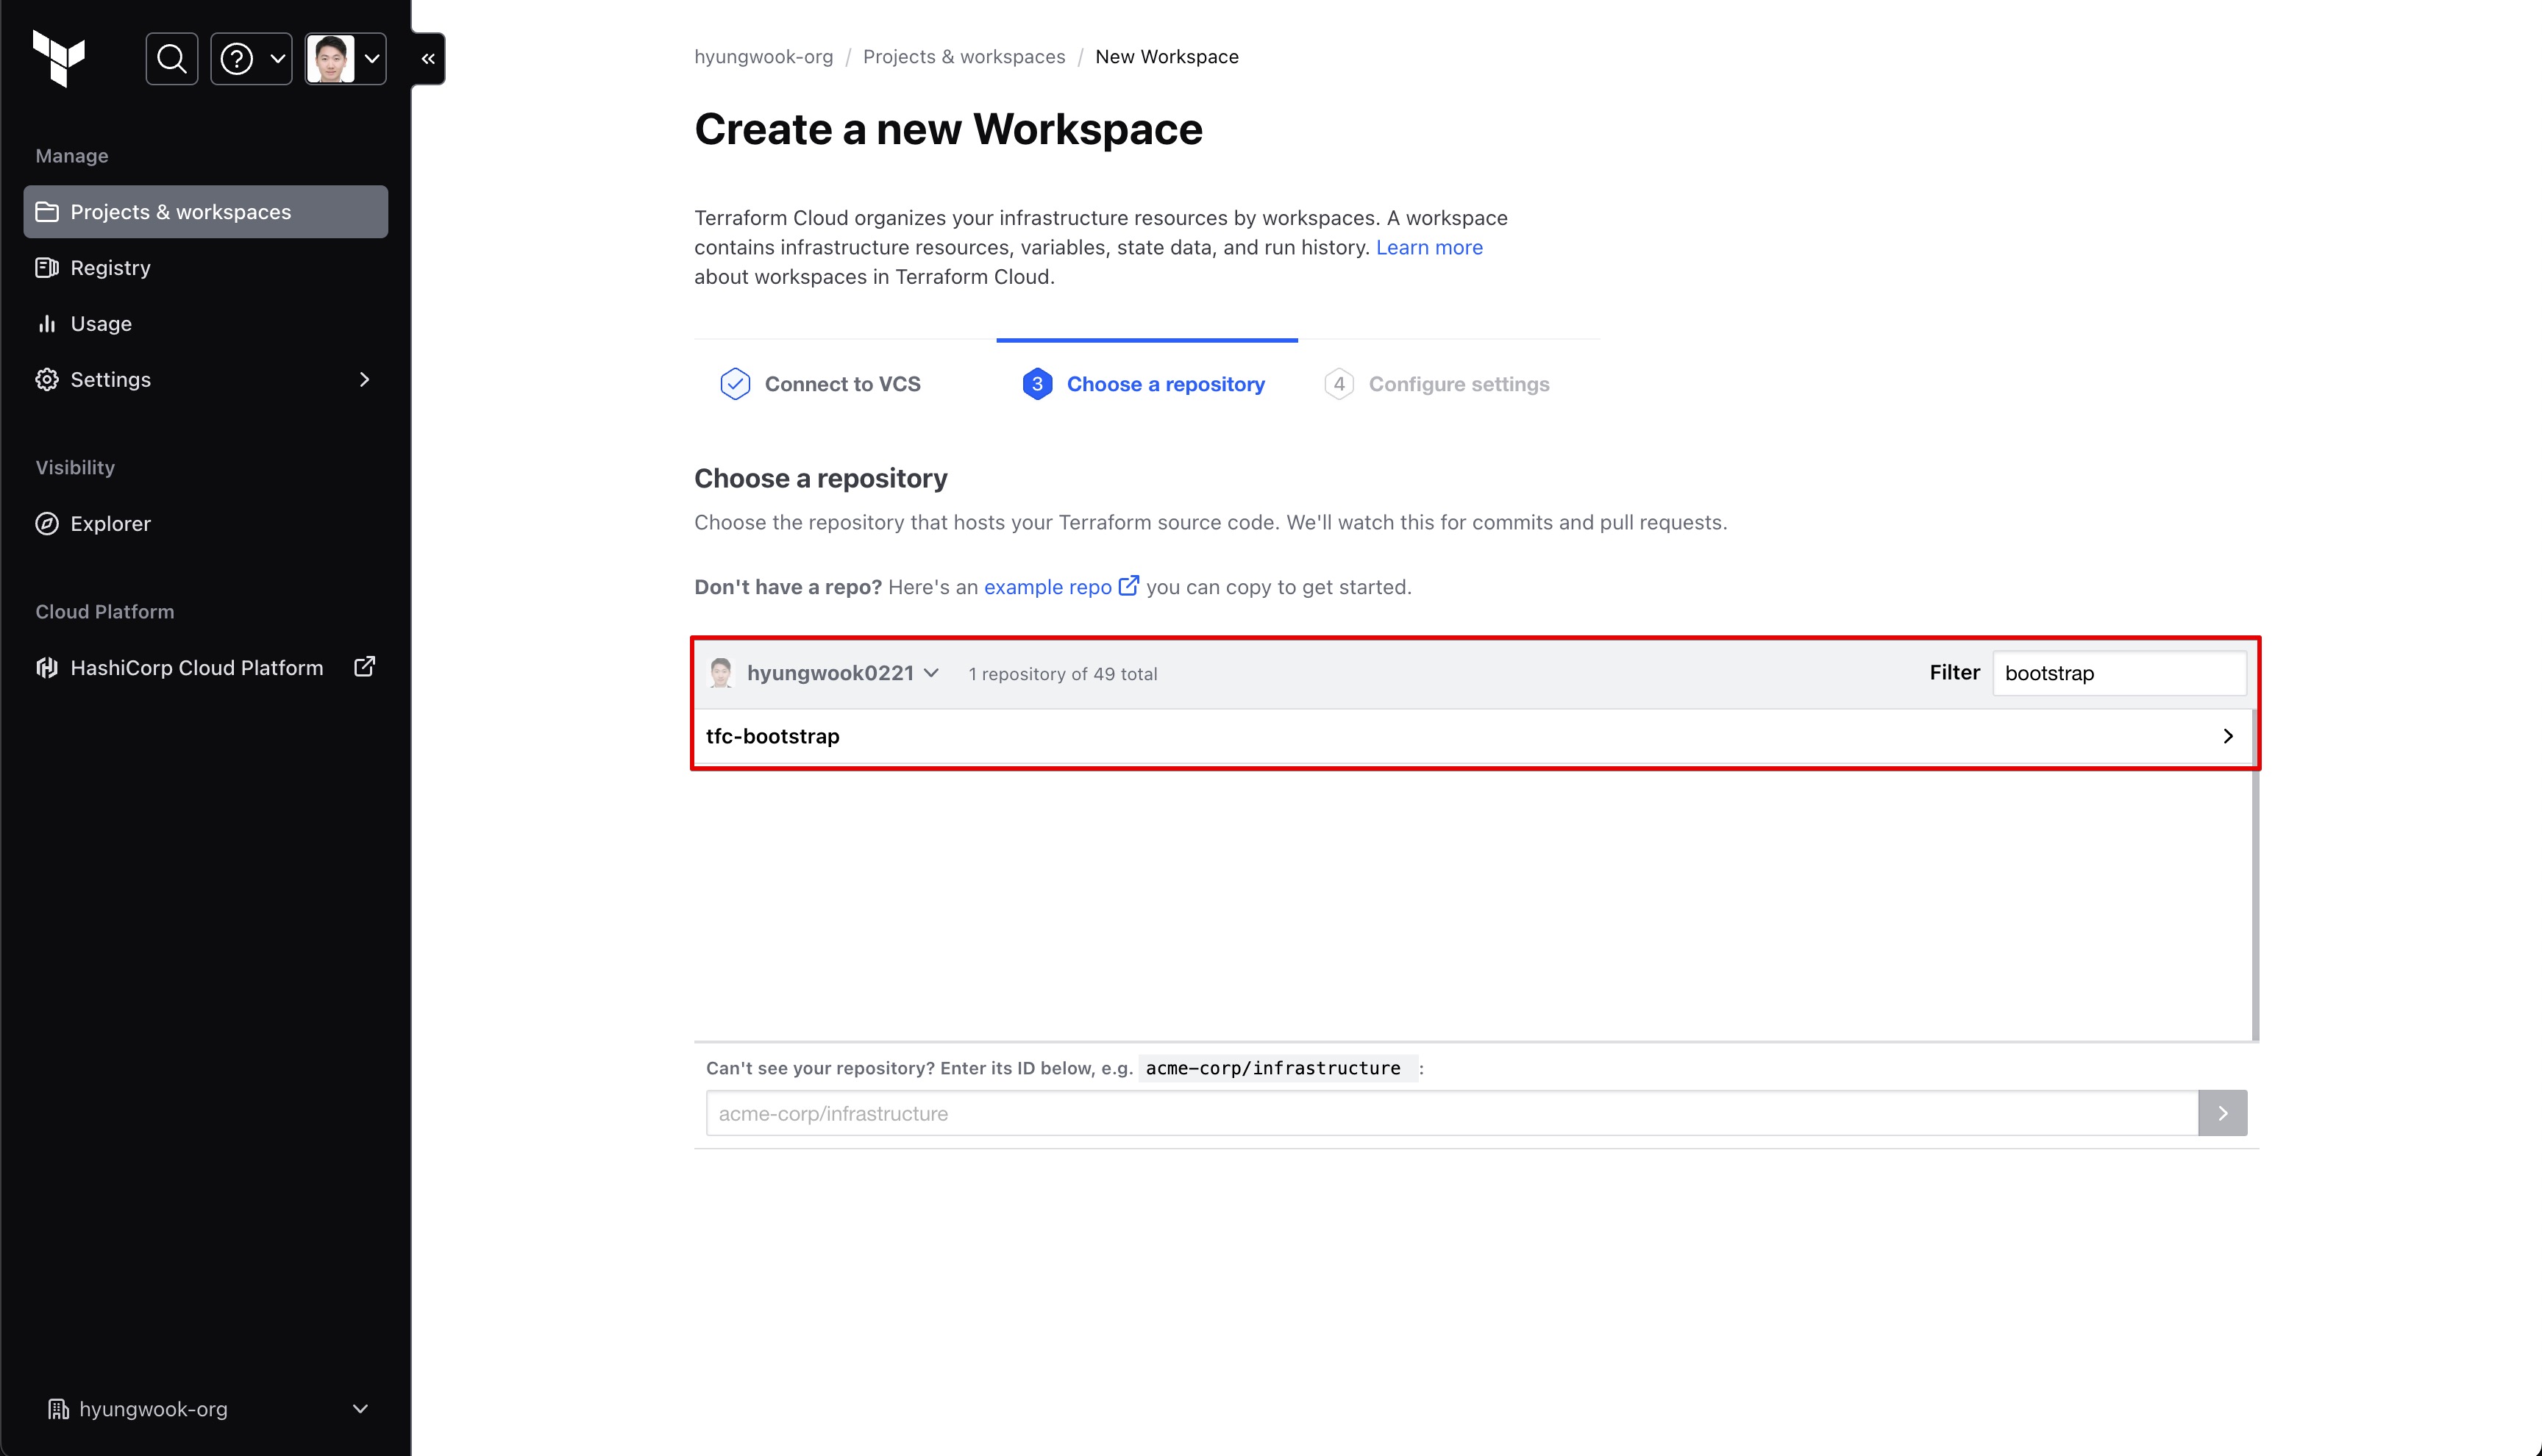 Manage
Projects & workspaces
Registry
Usage
Settings
Visibility
Explorer
Cloud Platform
HashiCorp Cloud Platform
hyungwook-org
hyungwook-org / Projects & workspaces / New Workspace
Create a new Workspace
Terraform Cloud organizes your infrastructure resources by workspaces. A workspace
contains infrastructure resources, variables, state data, and run history. Learn more
about workspaces in Terraform Cloud.
Connect to VCS
3 Choose a repository
4 Configure settings
Choose a repository
Choose the repository that hosts your Terraform source code. We'll watch this for commits and pull requests.
Don't have a repo? Here's an example repo you can copy to get started.
hyungwook0221 1 repository of 49 total Filter bootstrap
tfc-bootstrap
Can't see your repository? Enter its ID below, e.g. acme-corp/infrastructure :
acme-corp/infrastructure